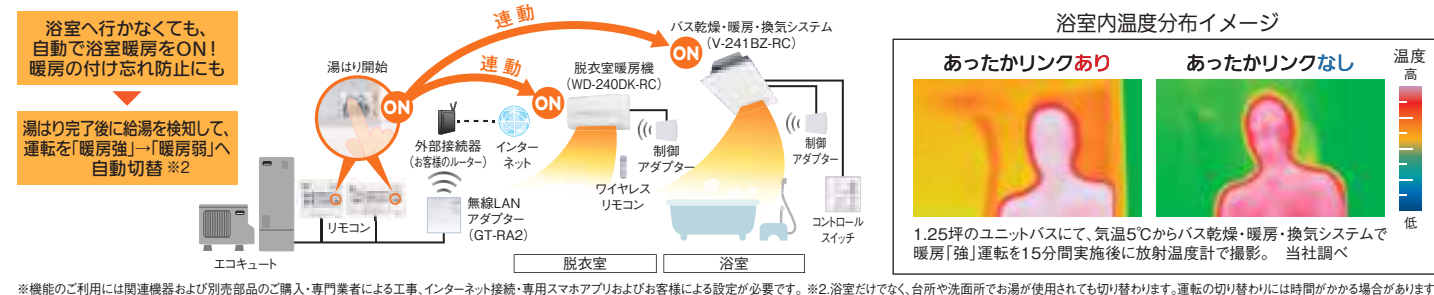 浴室へ行かなくても、
自動で浴室暖房をON!
暖房の付け忘れ防止にも
湯はり完了後に給湯を検知して、
運転を「暖房強」→「暖房弱」へ
自動切替 ※2
エコキュート
湯はり開始
ON
リモコン
連動
連動
外部接続器
(お客様のルーター)
インター
ネット
無線LAN
アダプター
(GT-RA2)
ON
脱衣室暖房機
(WD-240DK-RC)
制御
アダプター
ワイヤレス
リモコン
脱衣室
ON
バス乾燥・暖房・換気システム
(V-241BZ-RC)
制御
アダプター
コントロール
スイッチ
浴室
浴室内温度分布イメージ
あったかリンクあり
あったかリンクなし
温度
高
低
1.25坪のユニットバスにて、気温5℃からバス乾燥・暖房・換気システムで
暖房「強」運転を15分間実施後に放射温度計で撮影。 当社調べ
※機能のご利用には関連機器および別売部品のご購入・専門業者による工事、インターネット接続・専用スマホアプリおよびお客様による設定が必要です。 ※2.浴室だけでなく、台所や洗面所でお湯が使用されても切り替わります。運転の切り替わりには時間がかかる場合があります